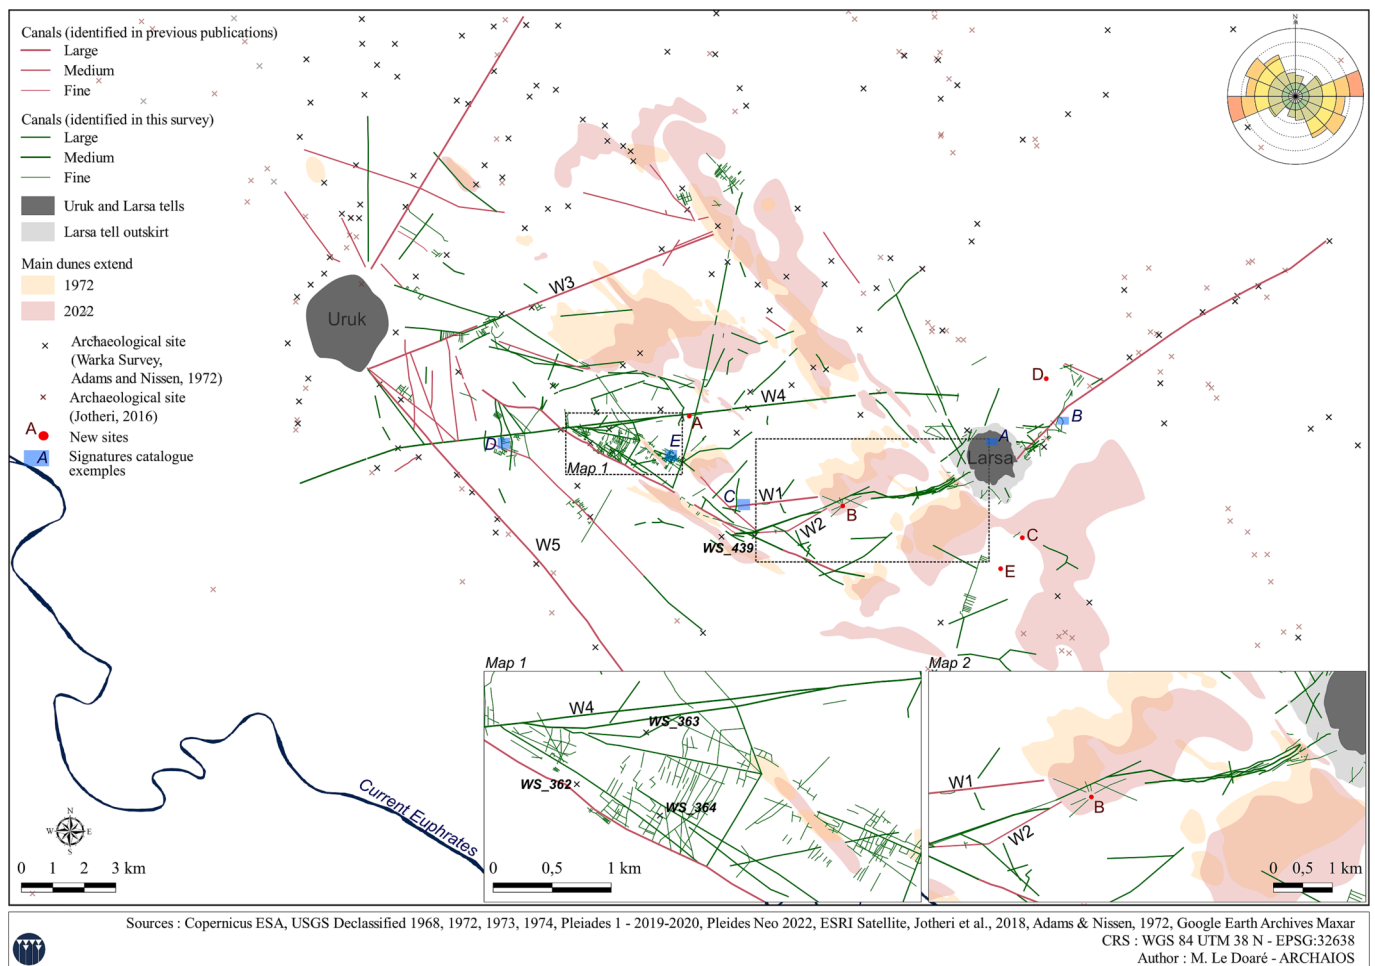 Canals (identified in previous publications)
Large
Medium
Fine
Canals (identified in this survey)
Large
Medium
Fine
Uruk and Larsa tells
Larsa tell outskirt
Main dunes extend
1972
2022
Archaeological site
(Warka Survey,
Adams and Nissen, 1972)
Archaeological site
(Jotheri, 2016)
A
New sites
A
Signatures catalogue
exemples
N
Uruk
W3
D
W4
A
B
A
Larsa
D
E
Map 1
C
W1
B
W2
WS_439
C
E
W5
Map 1
W4
WS_363
WS_362
WS_364
0 0,5 1 km
Map 2
W1
B
W2
0 0,5 1 km
Current Euphrates
N
W E
S
0 1 2 3 km
Sources : Copernicus ESA, USGS Declassified 1968, 1972, 1973, 1974, Pleiades 1 - 2019-2020, Pleides Neo 2022, ESRI Satellite, Jotheri et al., 2018, Adams & Nissen, 1972, Google Earth Archives Maxar
CRS : WGS 84 UTM 38 N - EPSG:32638
Author : M. Le Doaré - ARCHAIOS